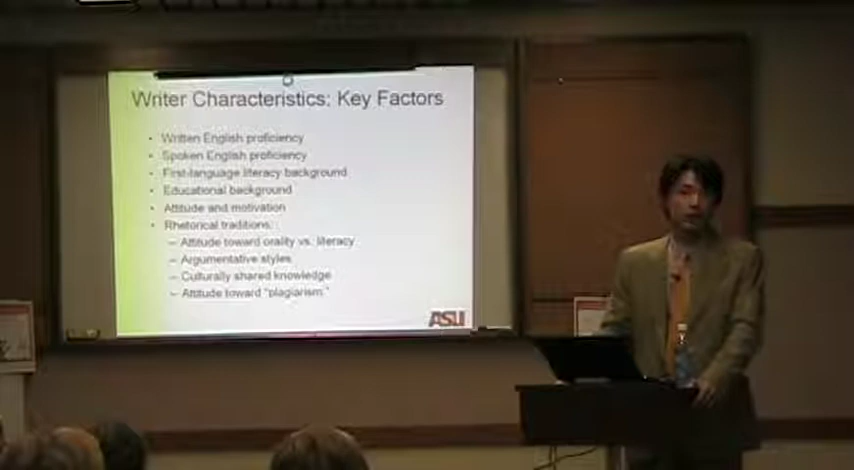 Writer Characteristics: Key Factors
• Written English proficiency
• Spoken English proficiency
• First-language literacy background
• Educational background
• Attitude and motivation
• Rhetorical traditions:
– Attitude toward orality vs. literacy
– Argumentative styles
– Culturally shared knowledge
– Attitude toward "plagiarism"
ASU